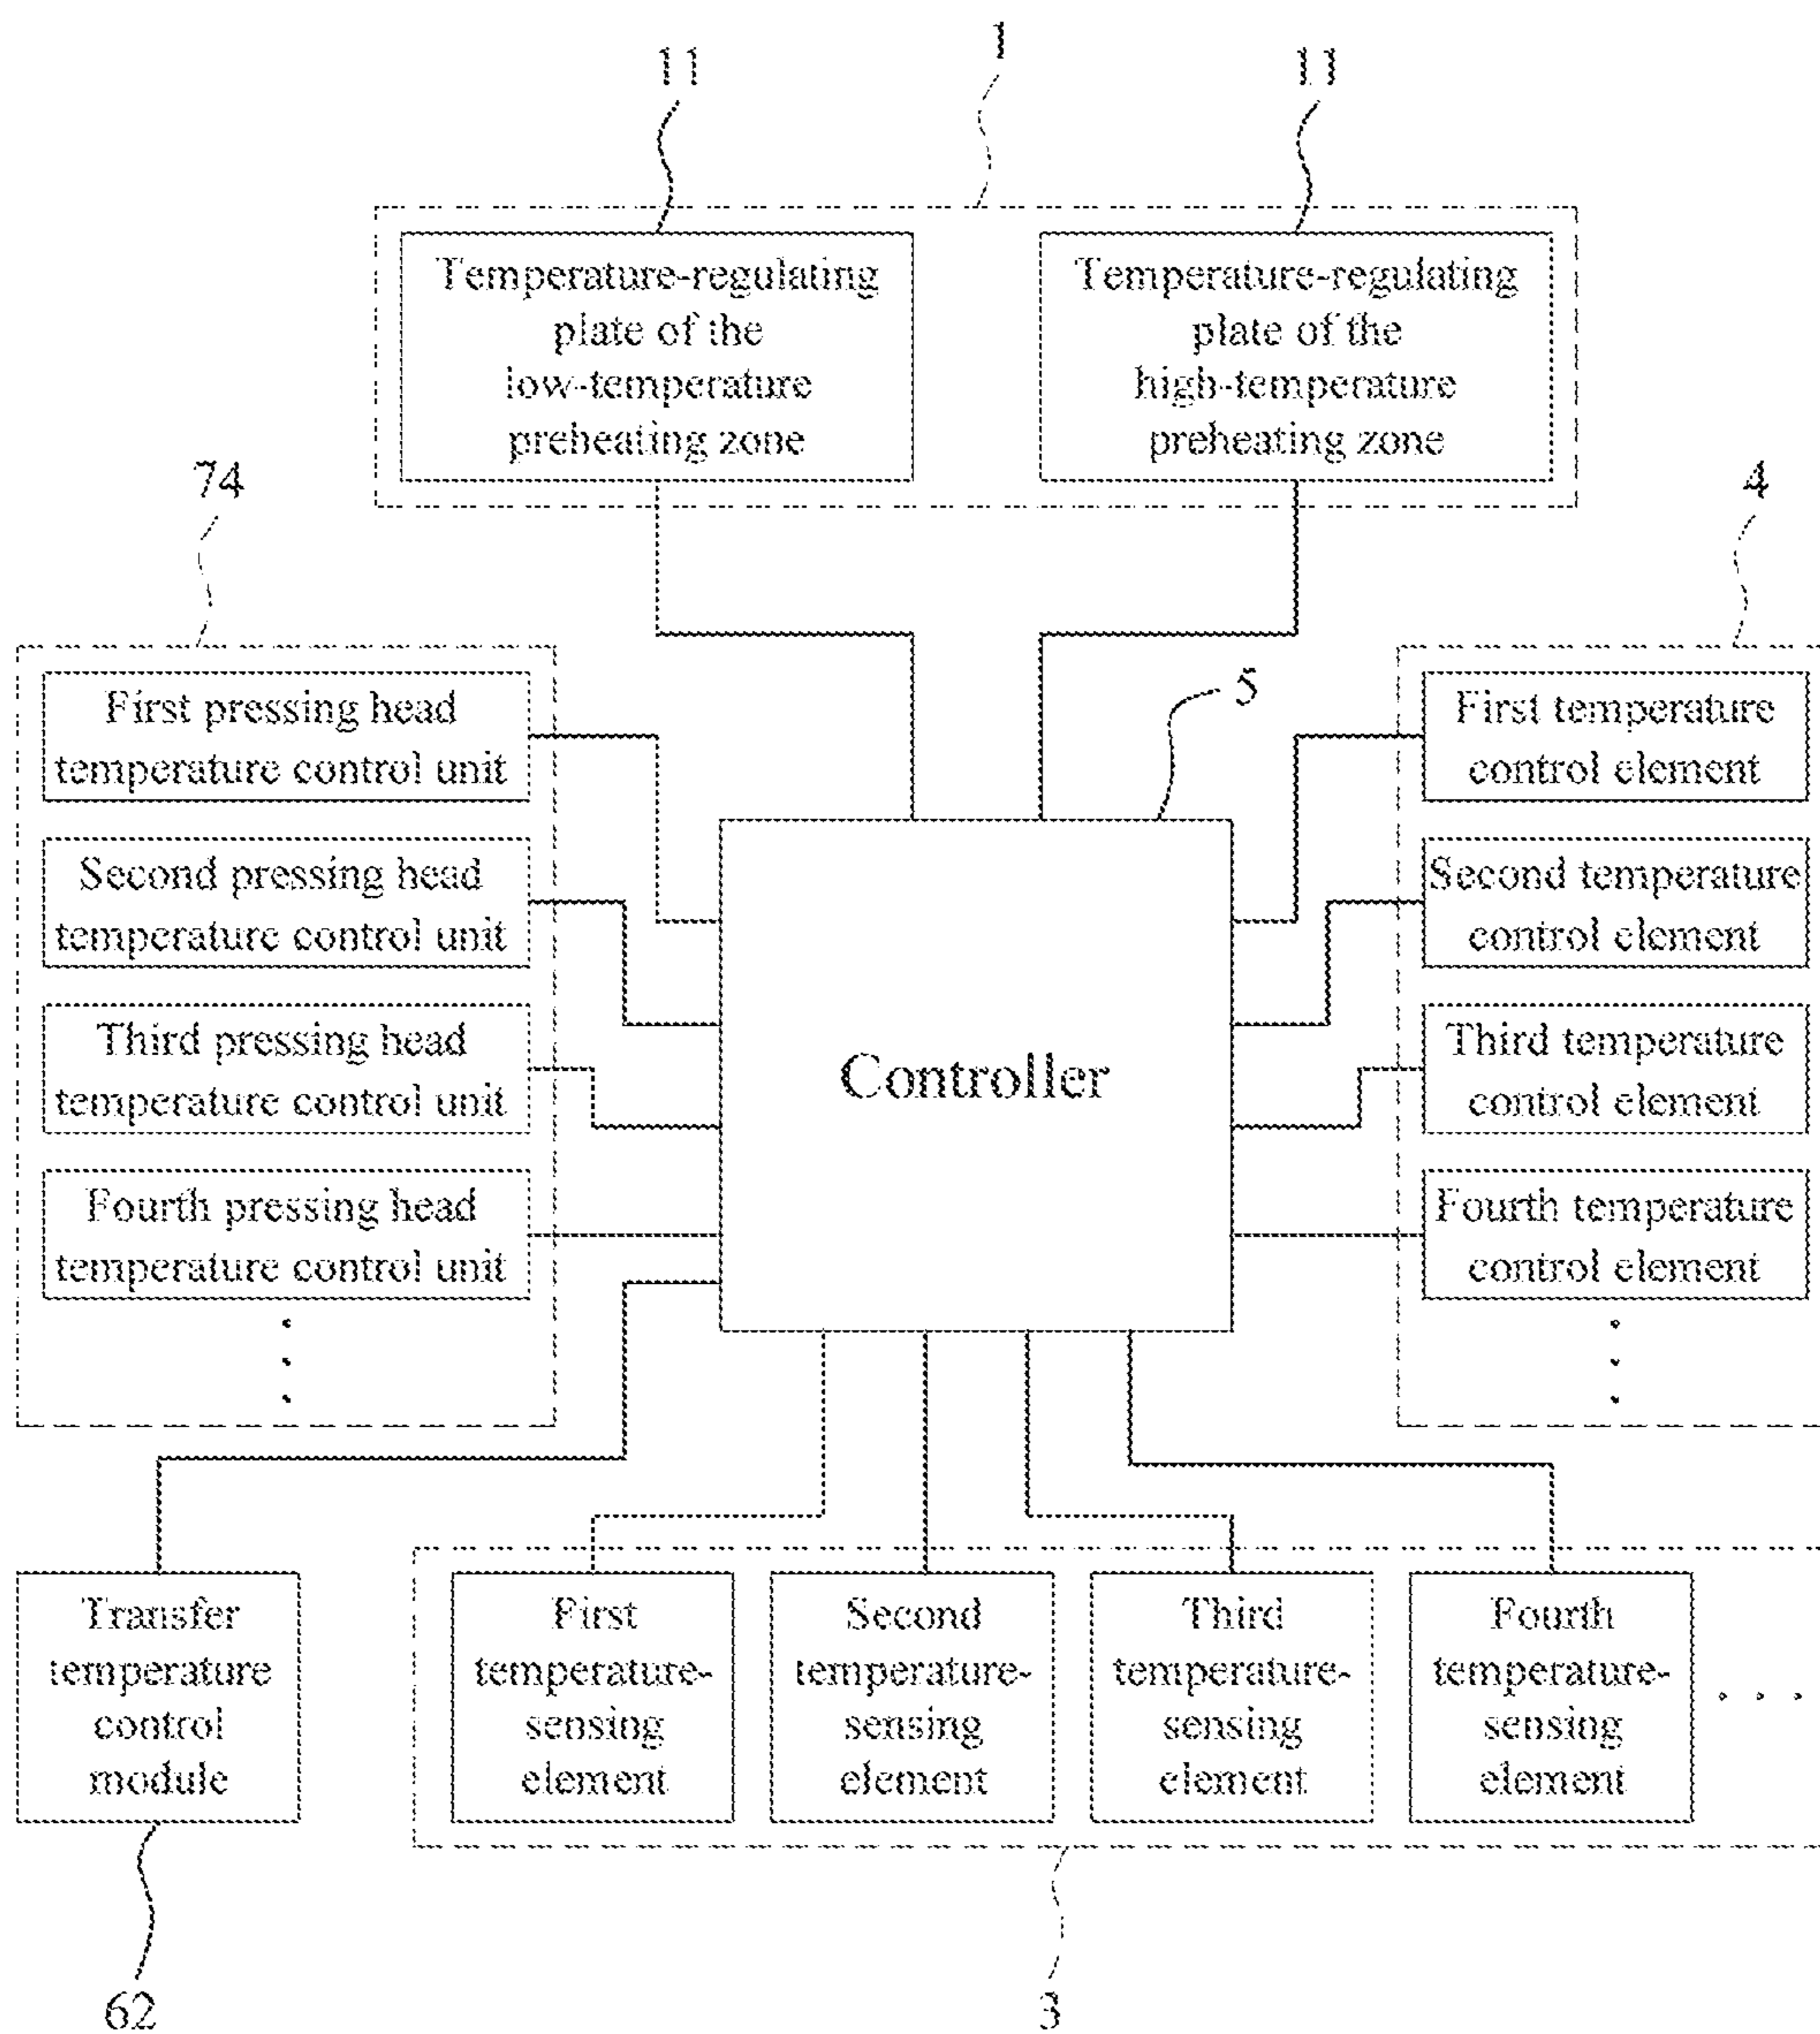 1
11
11
Temperature-regulating
plate of the
low-temperature
preheating zone
Temperature-regulating
plate of the
high-temperature
preheating zone
74
4
5
First pressing head
temperature control unit
Second pressing head
temperature control unit
Third pressing head
temperature control unit
Fourth pressing head
temperature control unit
Controller
First temperature
control element
Second temperature
control element
Third temperature
control element
Fourth temperature
control element
Transfer
temperature
control
module
First
temperature-
sensing
element
Second
temperature-
sensing
element
Third
temperature-
sensing
element
Fourth
temperature-
sensing
element
62
3